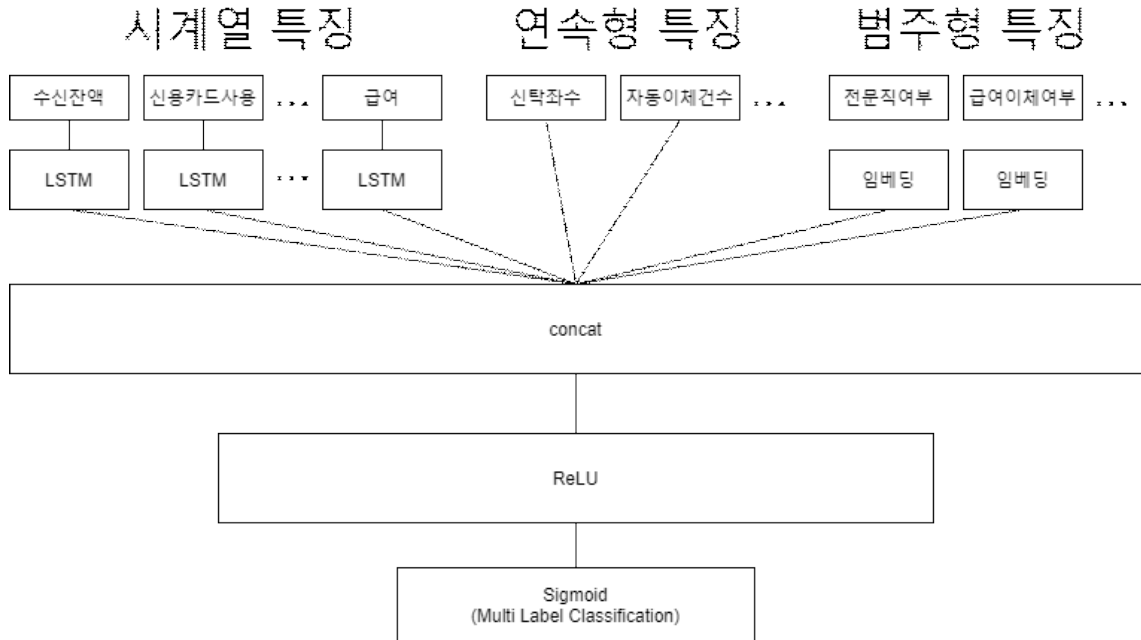 시계열 특징
연속형 특징
범주형 특징
수신잔액
신용카드사용
...
급여
신탁좌수
자동이체건수
...
전문직여부
급여이체여부
...
LSTM
LSTM
...
LSTM
임베딩
임베딩
concat
ReLU
Sigmoid
(Multi Label Classification)